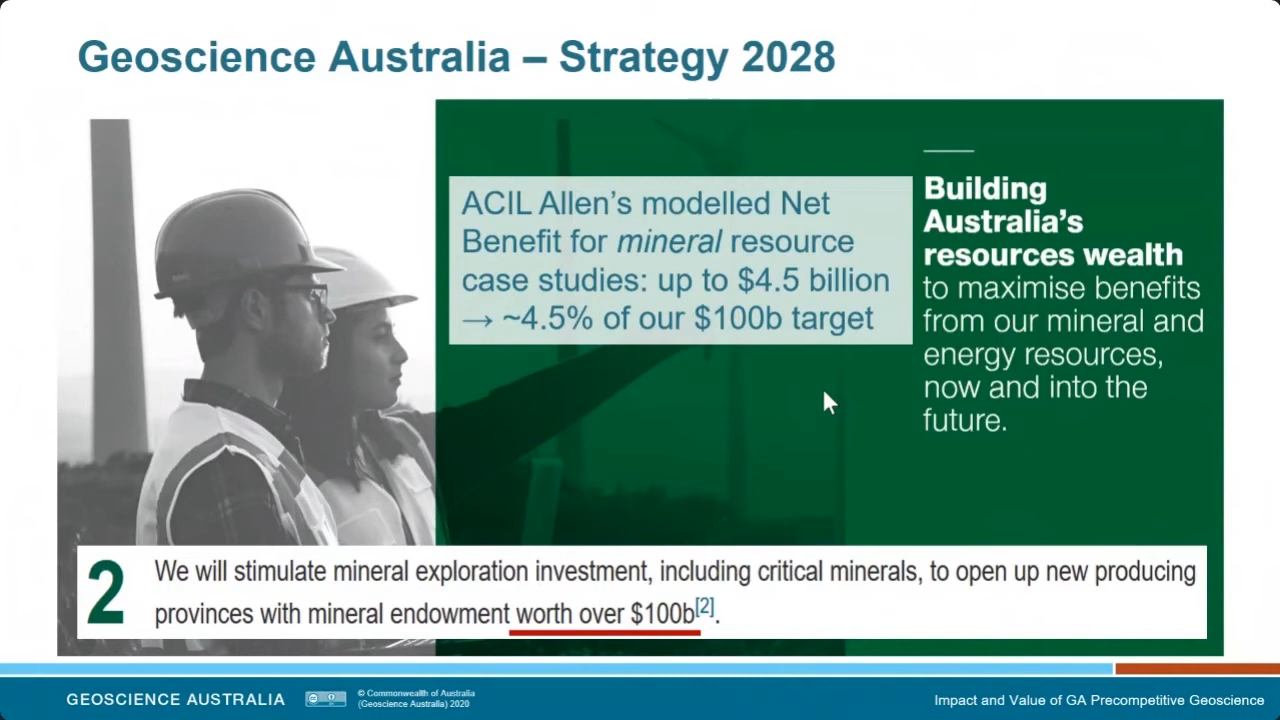 Geoscience Australia – Strategy 2028
ACIL Allen’s modelled Net
Benefit for mineral resource
case studies: up to $4.5 billion
→ ~4.5% of our $100b target
Building
Australia’s
resources wealth
to maximise benefits
from our mineral and
energy resources,
now and into the
future.
2
We will stimulate mineral exploration investment, including critical minerals, to open up new producing
provinces with mineral endowment worth over $100b[2].
GEOSCIENCE AUSTRALIA
© Commonwealth of Australia
(Geoscience Australia) 2020
Impact and Value of GA Precompetitive Geoscience